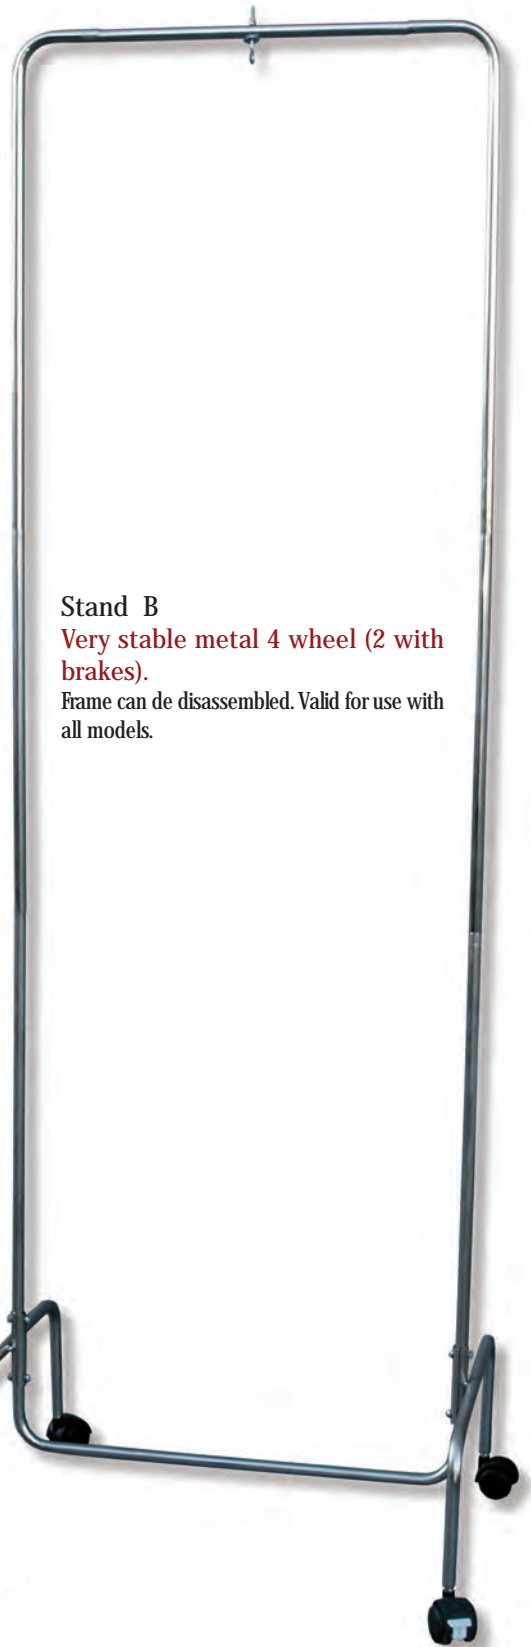 Stand B
Very stable metal 4 wheel (2 with
brakes).
Frame can de disassembled. Valid for use with
all models.